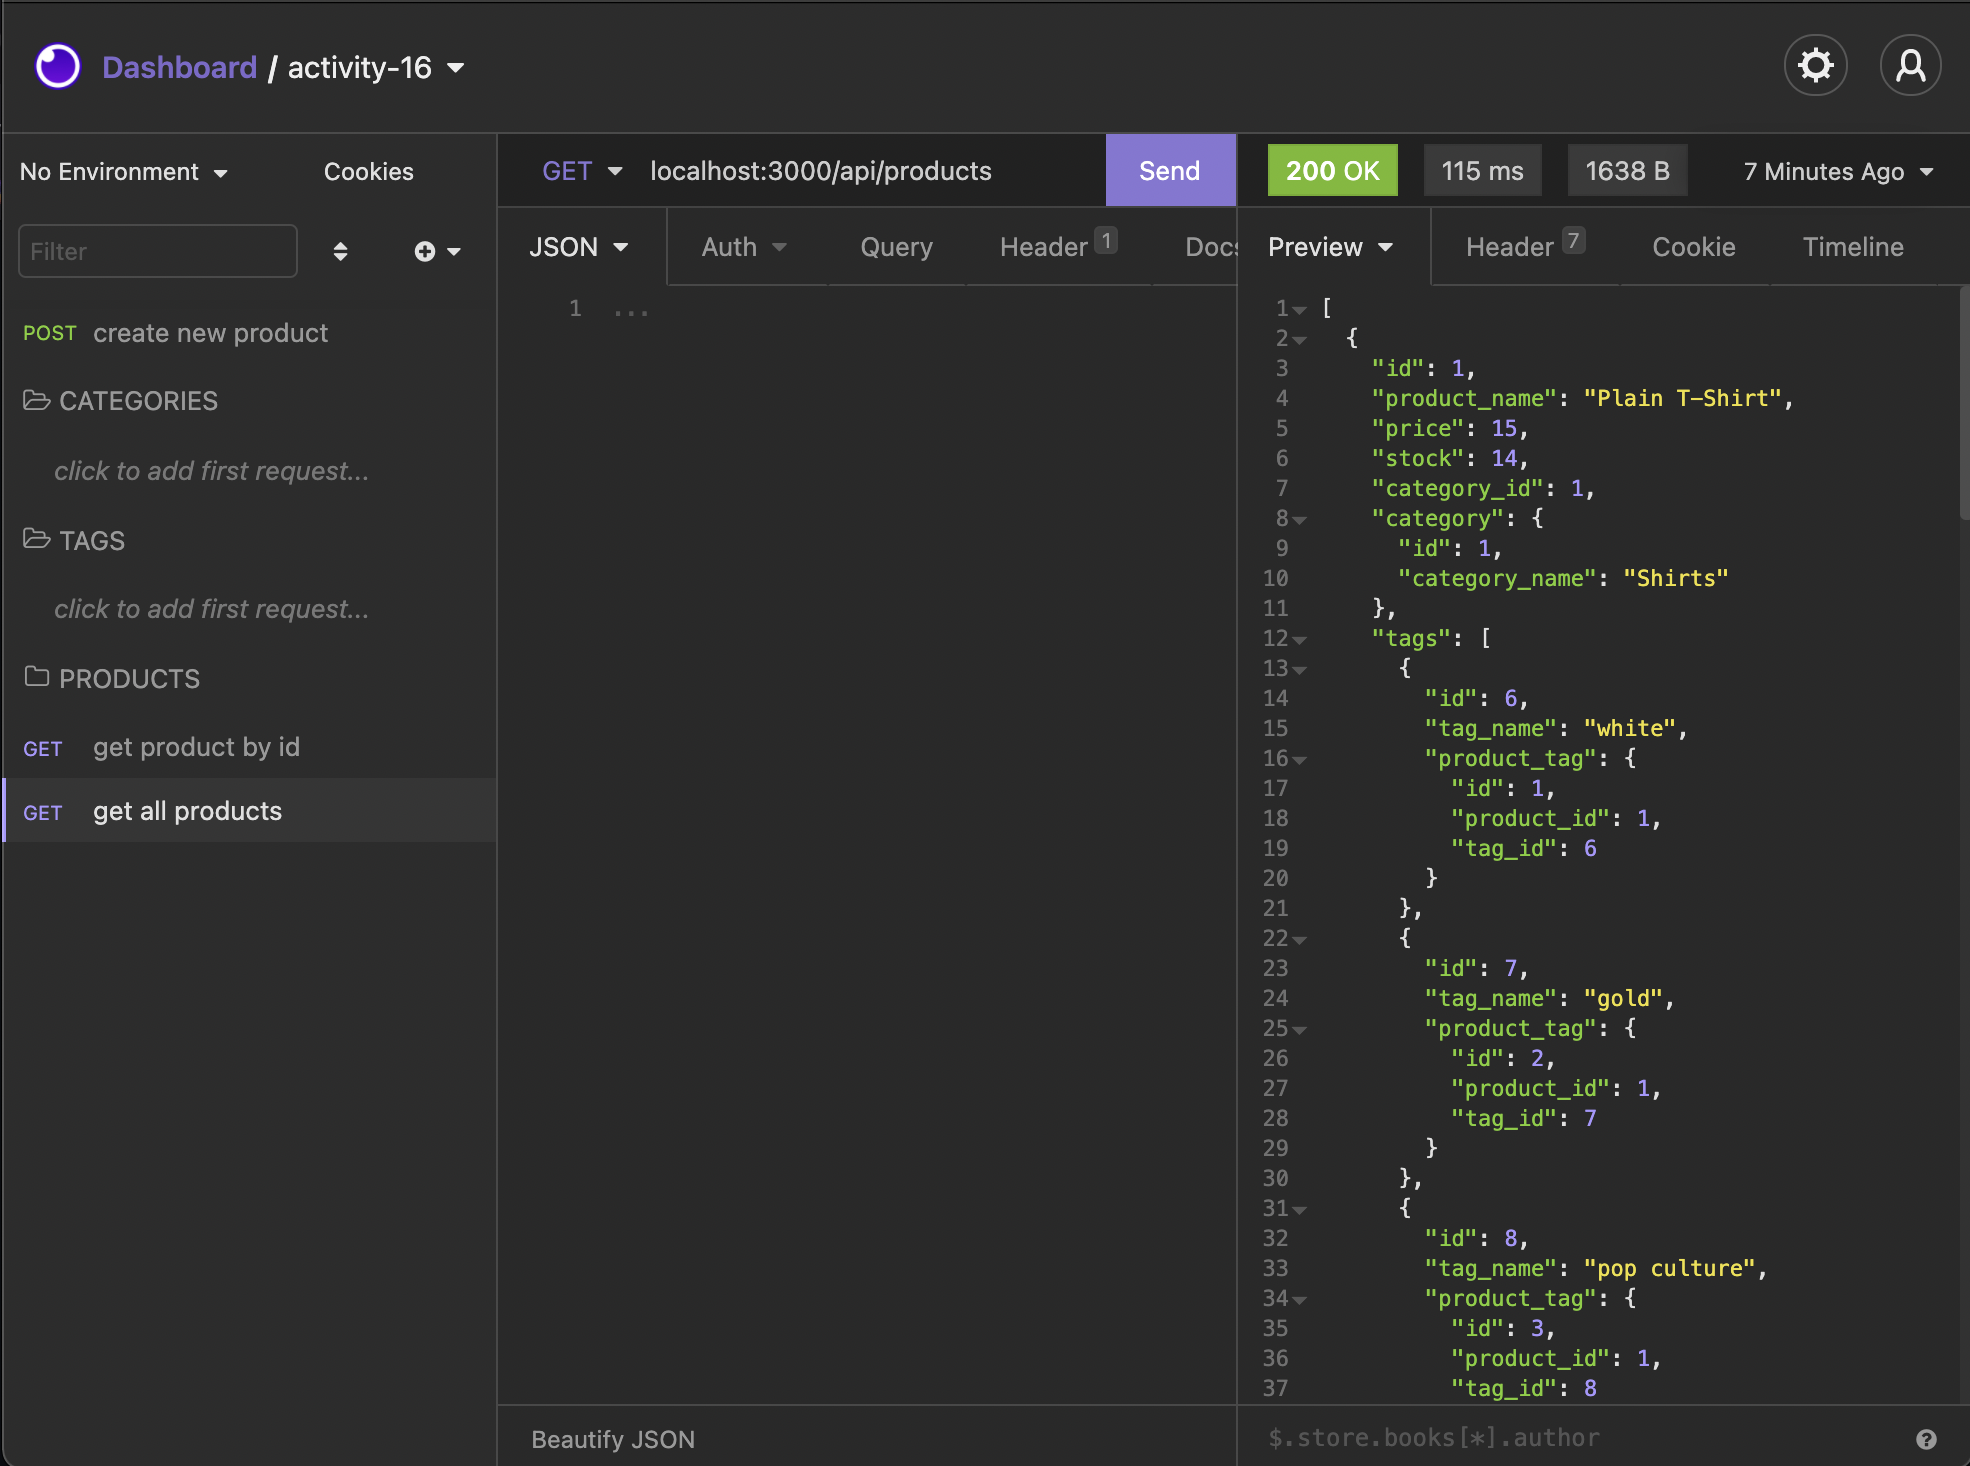 Dashboard / activity-16
No Environment
Cookies
Filter
POST create new product
CATEGORIES
click to add first request...
TAGS
click to add first request...
PRODUCTS
GET get product by id
GET get all products
GET localhost:3000/api/products Send
JSON Auth Query Header 1 Docs
1 ...
Beautify JSON
200 OK 115 ms 1638 B 7 Minutes Ago
Preview Header 7 Cookie Timeline
1 [
2 {
3 "id": 1,
4 "product_name": "Plain T-Shirt",
5 "price": 15,
6 "stock": 14,
7 "category_id": 1,
8 "category": {
9 "id": 1,
10 "category_name": "Shirts"
11 },
12 "tags": [
13 {
14 "id": 6,
15 "tag_name": "white",
16 "product_tag": {
17 "id": 1,
18 "product_id": 1,
19 "tag_id": 6
20 }
21 },
22 {
23 "id": 7,
24 "tag_name": "gold",
25 "product_tag": {
26 "id": 2,
27 "product_id": 1,
28 "tag_id": 7
29 }
30 },
31 {
32 "id": 8,
33 "tag_name": "pop culture",
34 "product_tag": {
35 "id": 3,
36 "product_id": 1,
37 "tag_id": 8
$.store.books[*].author